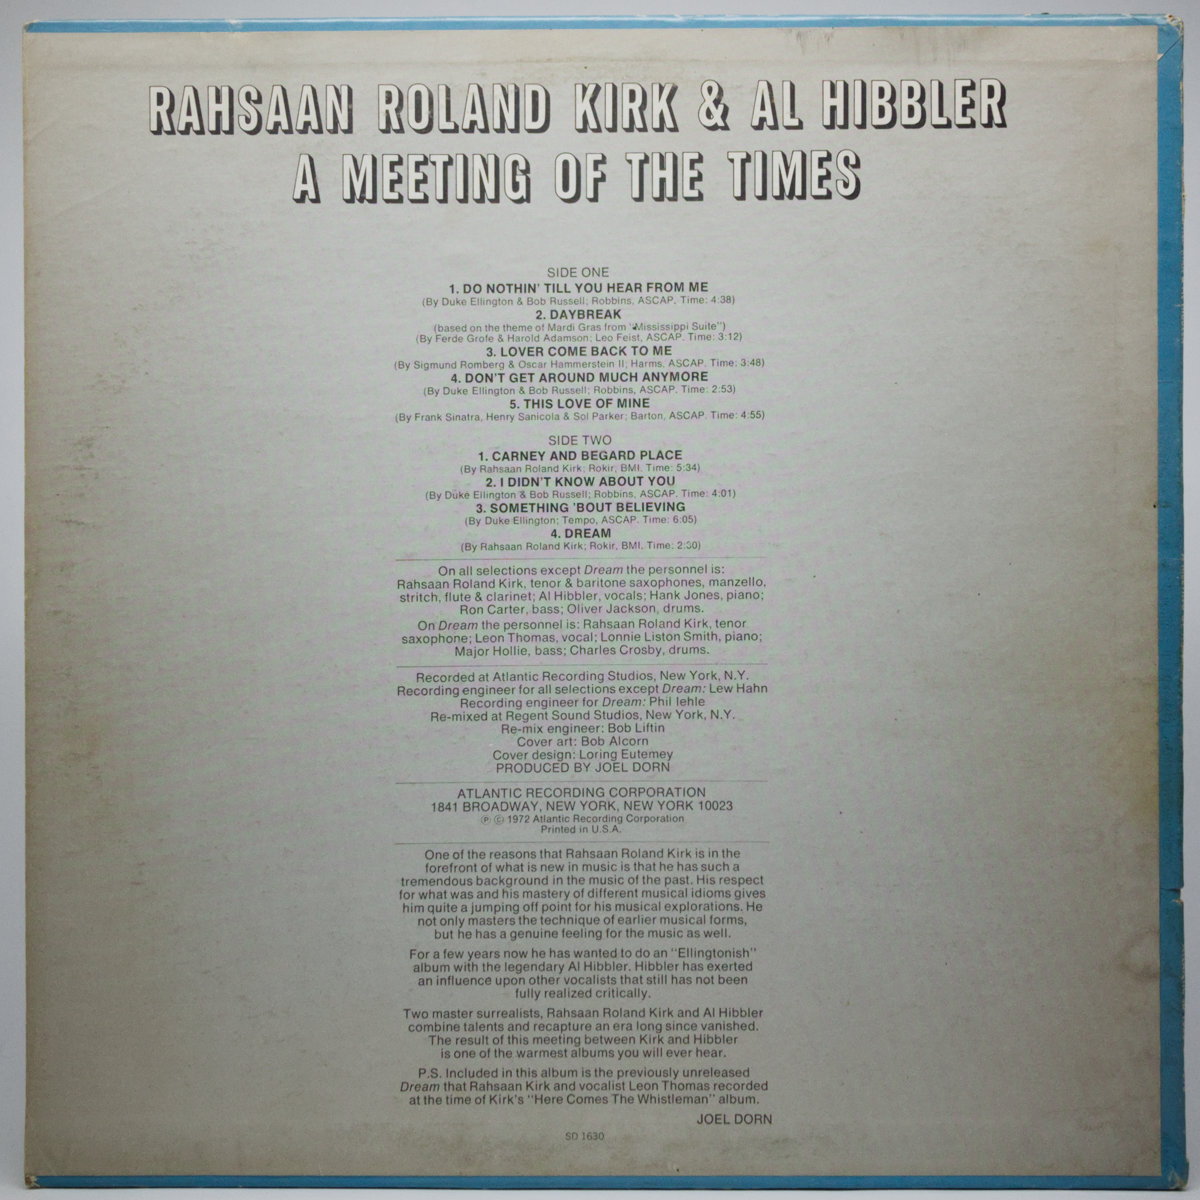 RAHSAAN ROLAND KIRK & AL HIBBLER
A MEETING OF THE TIMES
SIDE ONE
1. DO NOTHIN' TILL YOU HEAR FROM ME
(By Duke Ellington & Bob Russell; Robbins, ASCAP. Time: 4:38)
2. DAYBREAK
(based on the theme of Mardi Gras from "Mississippi Suite")
(By Ferde Grofe & Harold Adamson; Leo Feist, ASCAP. Time: 3:12)
3. LOVER COME BACK TO ME
(By Sigmund Romberg & Oscar Hammerstein II; Harms, ASCAP. Time: 3:48)
4. DON'T GET AROUND MUCH ANYMORE
(By Duke Ellington & Bob Russell; Robbins, ASCAP. Time: 2:53)
5. THIS LOVE OF MINE
(By Frank Sinatra, Henry Sanicola & Sol Parker; Barton, ASCAP. Time: 4:55)
SIDE TWO
1. CARNEY AND BEGARD PLACE
(By Rahsaan Roland Kirk; Rokir, BMI. Time: 5:34)
2. I DIDN'T KNOW ABOUT YOU
(By Duke Ellington & Bob Russell; Robbins, ASCAP. Time: 4:01)
3. SOMETHING 'BOUT BELIEVING
(By Duke Ellington; Tempo, ASCAP. Time: 6:05)
4. DREAM
(By Rahsaan Roland Kirk; Rokir, BMI. Time: 2:30)
On all selections except Dream the personnel is:
Rahsaan Roland Kirk, tenor & baritone saxophones, manzello,
stritch, flute & clarinet; Al Hibbler, vocals; Hank Jones, piano;
Ron Carter, bass; Oliver Jackson, drums.
On Dream the personnel is: Rahsaan Roland Kirk, tenor
saxophone; Leon Thomas, vocal; Lonnie Liston Smith, piano;
Major Hollie, bass; Charles Crosby, drums.
Recorded at Atlantic Recording Studios, New York, N.Y.
Recording engineer for all selections except Dream: Lew Hahn
Recording engineer for Dream: Phil Iehle
Re-mixed at Regent Sound Studios, New York, N.Y.
Re-mix engineer: Bob Liftin
Cover art: Bob Alcorn
Cover design: Loring Eutemey
PRODUCED BY JOEL DORN
ATLANTIC RECORDING CORPORATION
1841 BROADWAY, NEW YORK, NEW YORK 10023
℗ © 1972 Atlantic Recording Corporation
Printed in U.S.A.
One of the reasons that Rahsaan Roland Kirk is in the
forefront of what is new in music is that he has such a
tremendous background in the music of the past. His respect
for what was and his mastery of different musical idioms gives
him quite a jumping off point for his musical explorations. He
not only masters the technique of earlier musical forms,
but he has a genuine feeling for the music as well.
For a few years now he has wanted to do an "Ellingtonish"
album with the legendary Al Hibbler. Hibbler has exerted
an influence upon other vocalists that still has not been
fully realized critically.
Two master surrealists, Rahsaan Roland Kirk and Al Hibbler
combine talents and recapture an era long since vanished.
The result of this meeting between Kirk and Hibbler
is one of the warmest albums you will ever hear.
P.S. Included in this album is the previously unreleased
Dream that Rahsaan Kirk and vocalist Leon Thomas recorded
at the time of Kirk's "Here Comes The Whistleman" album.
JOEL DORN
SD 1630